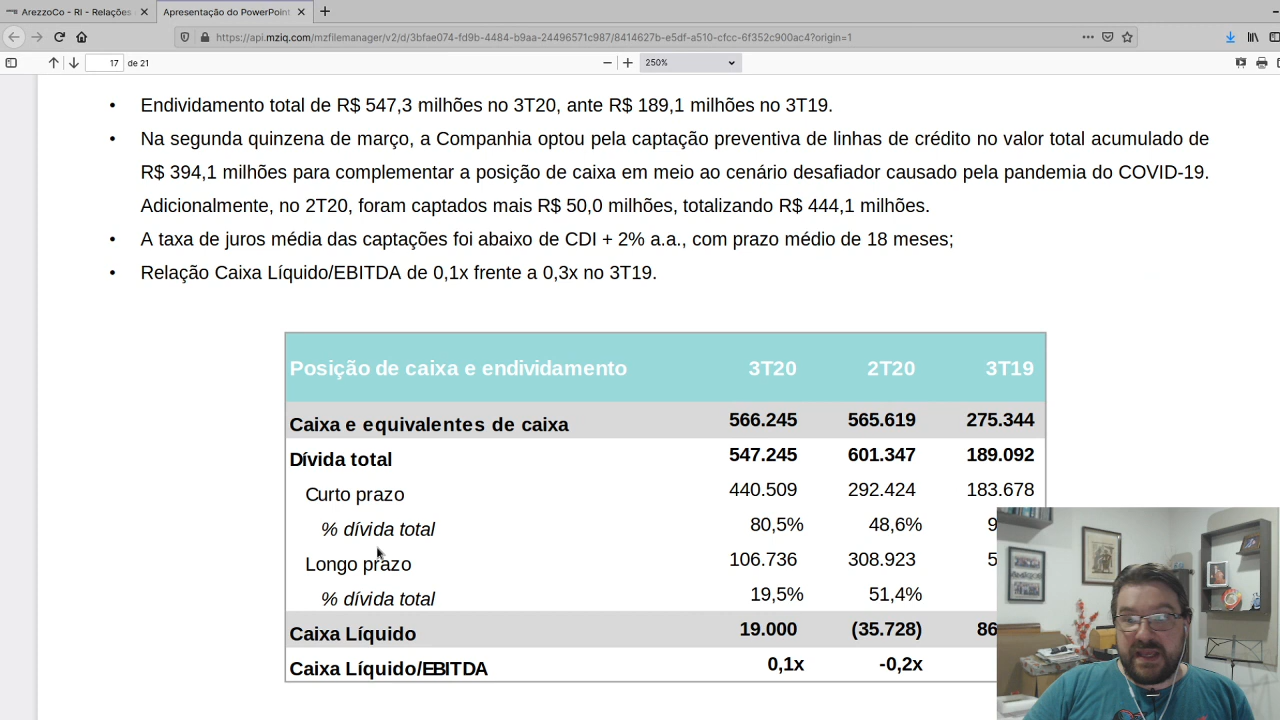 ArezzoCo - RI - Relações
Apresentação do PowerPoint
https://api.mziq.com/mzfilemanager/v2/d/3bfae074-fd9b-4484-b9aa-24496571c987/8414627b-e5df-a510-cfcc-6f352c900ac4?origin=1
17 de 21
250%
• Endividamento total de R$ 547,3 milhões no 3T20, ante R$ 189,1 milhões no 3T19.
• Na segunda quinzena de março, a Companhia optou pela captação preventiva de linhas de crédito no valor total acumulado de
R$ 394,1 milhões para complementar a posição de caixa em meio ao cenário desafiador causado pela pandemia do COVID-19.
Adicionalmente, no 2T20, foram captados mais R$ 50,0 milhões, totalizando R$ 444,1 milhões.
• A taxa de juros média das captações foi abaixo de CDI + 2% a.a., com prazo médio de 18 meses;
• Relação Caixa Líquido/EBITDA de 0,1x frente a 0,3x no 3T19.
Posição de caixa e endividamento 3T20 2T20 3T19
Caixa e equivalentes de caixa 566.245 565.619 275.344
Dívida total 547.245 601.347 189.092
Curto prazo 440.509 292.424 183.678
% dívida total 80,5% 48,6% 9
Longo prazo 106.736 308.923 5
% dívida total 19,5% 51,4%
Caixa Líquido 19.000 (35.728) 86
Caixa Líquido/EBITDA 0,1x -0,2x